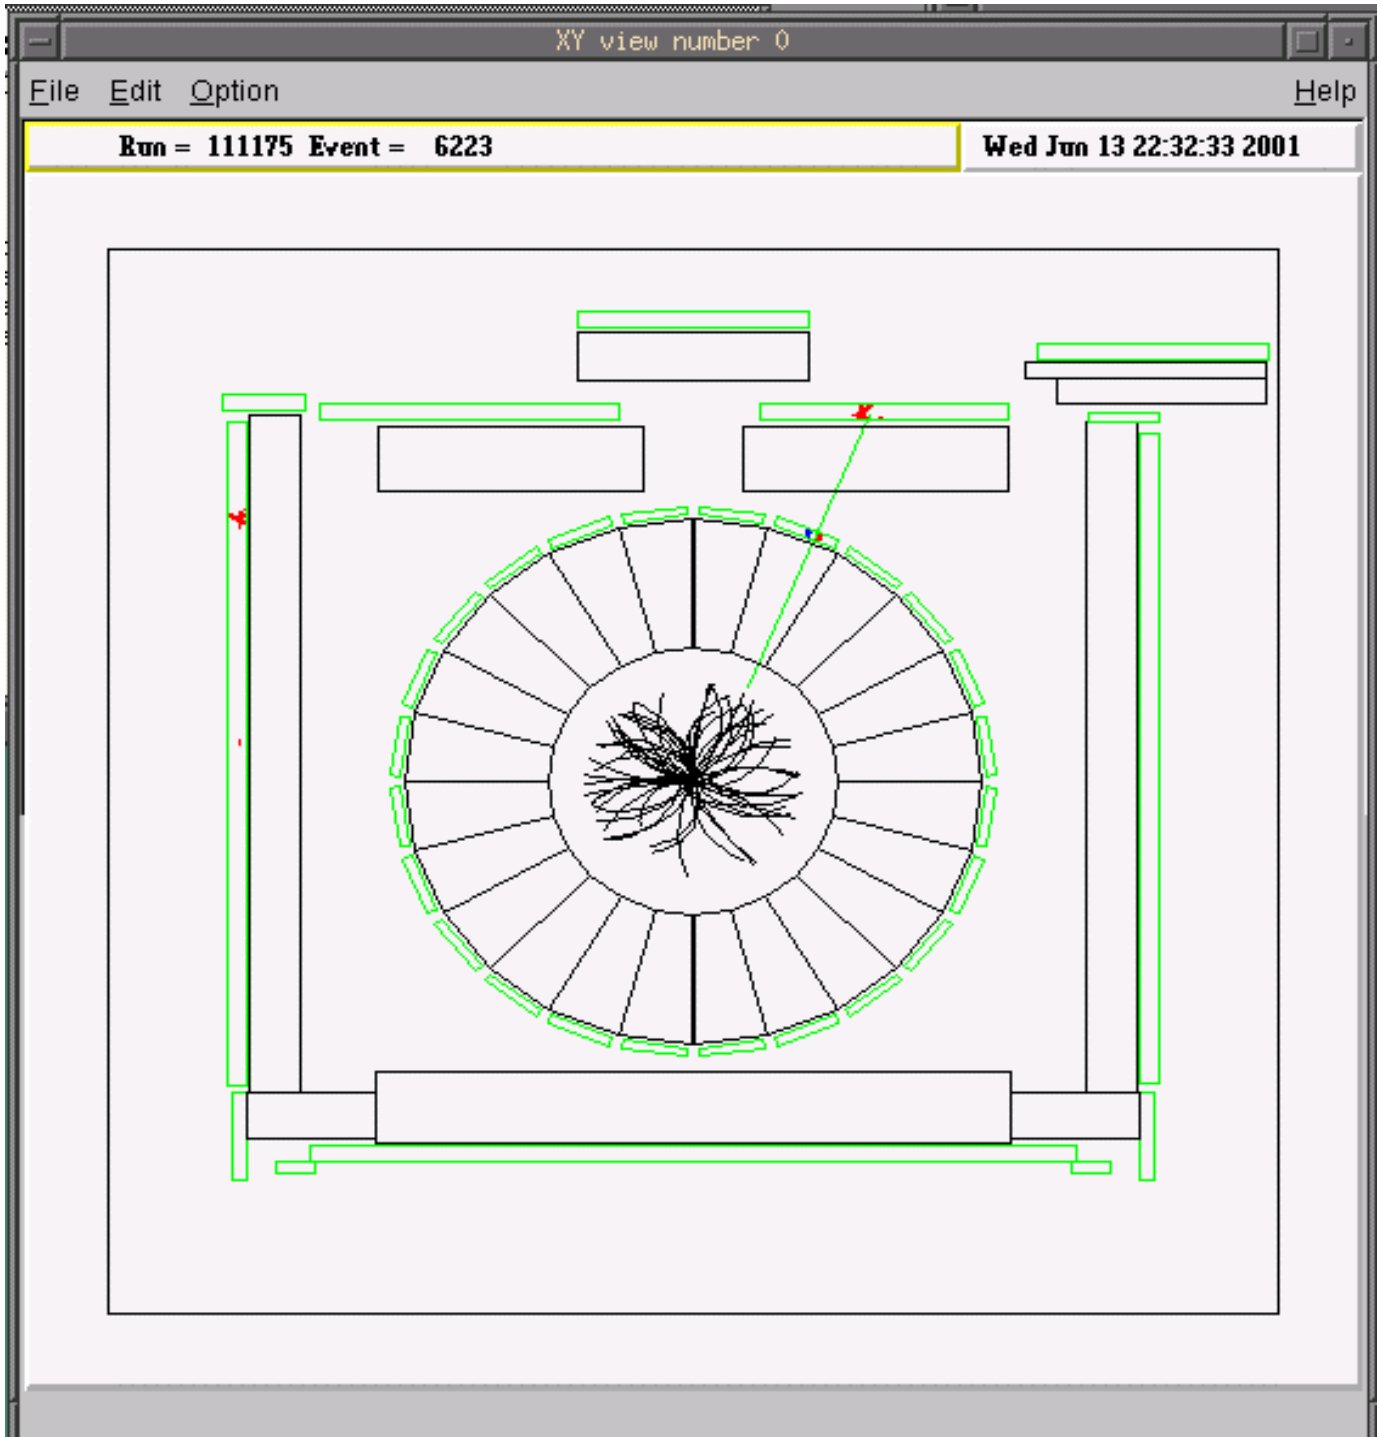 XY view number 0
File Edit Option Help
Run = 111175 Event = 6223 Wed Jun 13 22:32:33 2001